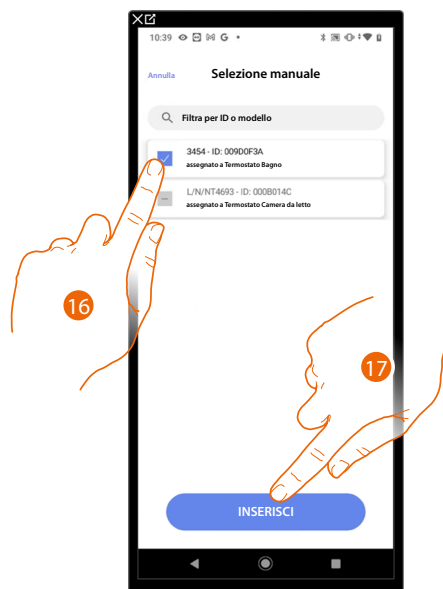 10:39 G
Annulla Selezione manuale
Filtra per ID o modello
3454 - ID: 009D0F3A
assegnato a Termostato Bagno
L/N/NT4693 - ID: 000B014C
assegnato a Termostato Camera da letto
16
17
INSERISCI